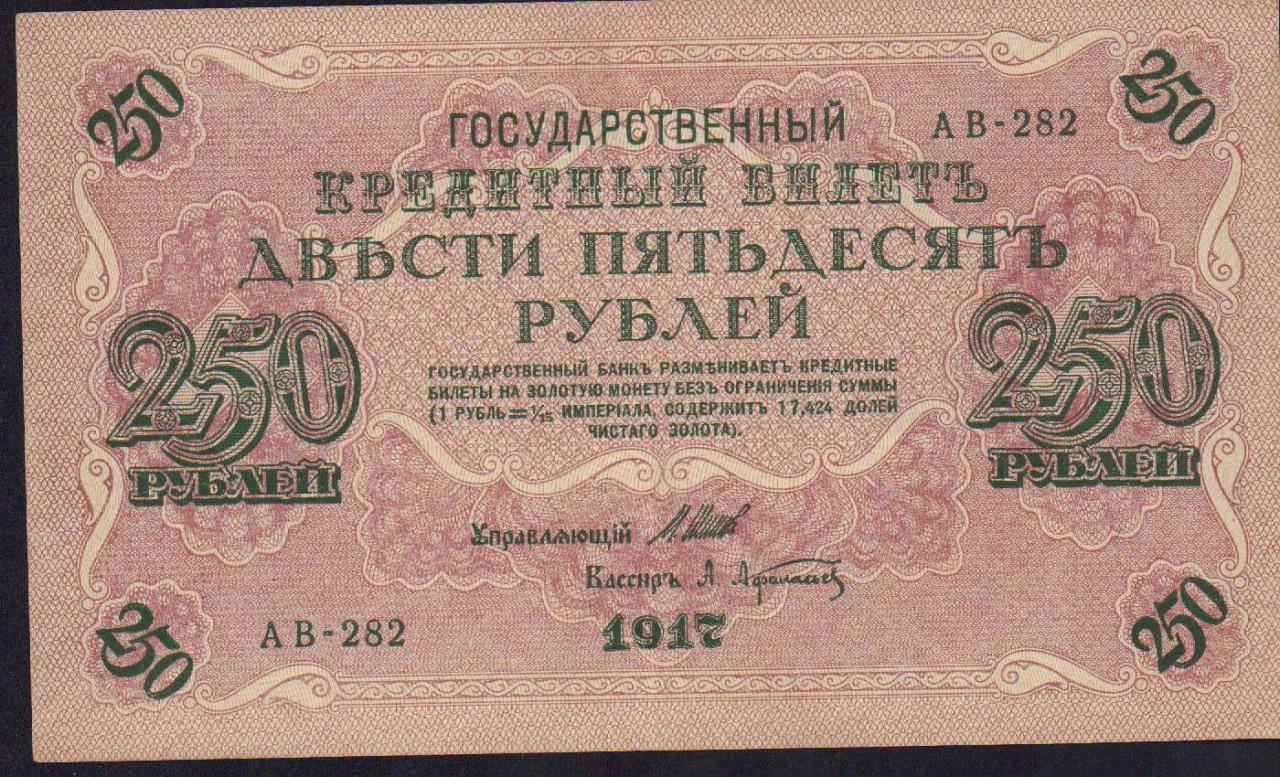 250 250
ГОСУДАРСТВЕННЫЙ АВ-282
КРЕДИТНЫЙ БИЛЕТЪ
ДВѢСТИ ПЯТЬДЕСЯТЪ
РУБЛЕЙ
250 250
РУБЛЕЙ РУБЛЕЙ
ГОСУДАРСТВЕННЫЙ БАНКЪ РАЗМѢНИВАЕТЪ КРЕДИТНЫЕ
БИЛЕТЫ НА ЗОЛОТУЮ МОНЕТУ БЕЗЪ ОГРАНИЧЕНІЯ СУММЫ
(1 РУБЛЬ = 1/15 ИМПЕРІАЛА, СОДЕРЖИТЪ 17,424 ДОЛЕЙ
ЧИСТАГО ЗОЛОТА).
Управляющій И. Шипов
Кассиръ А. Афанасьев
АВ-282 1917
250 250